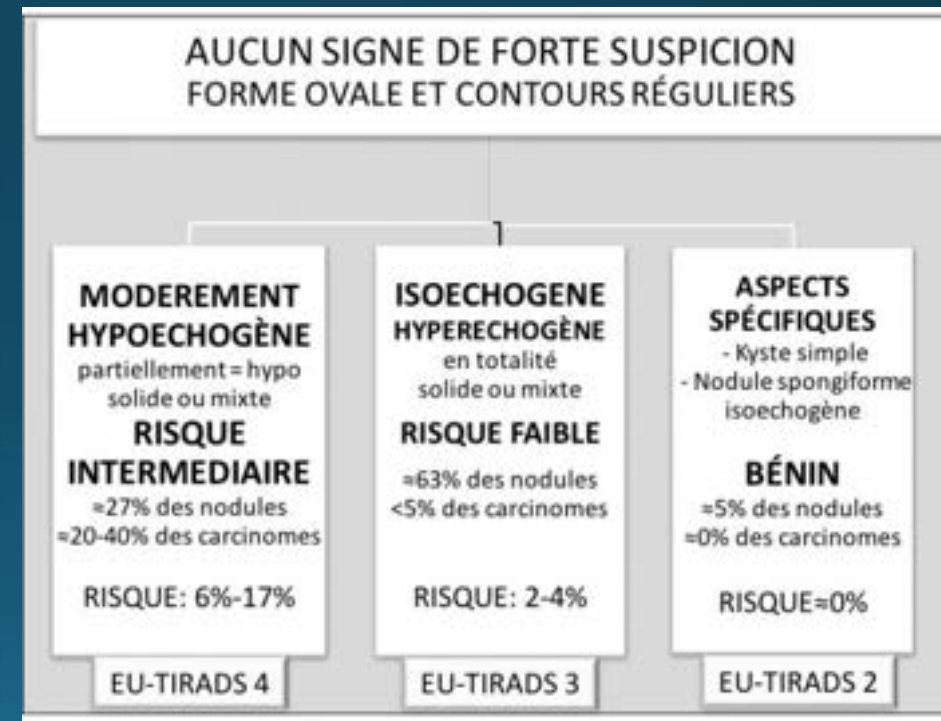 AUCUN SIGNE DE FORTE SUSPICION
FORME OVALE ET CONTOURS RÉGULIERS
MODEREMENT
HYPOECHOGÈNE
partiellement = hypo
solide ou mixte
RISQUE
INTERMEDIAIRE
≈27% des nodules
≈20-40% des carcinomes
RISQUE: 6%-17%
EU-TIRADS 4
ISOECHOGENE
HYPERECHOGÈNE
en totalité
solide ou mixte
RISQUE FAIBLE
≈63% des nodules
<5% des carcinomes
RISQUE: 2-4%
EU-TIRADS 3
ASPECTS
SPÉCIFIQUES
- Kyste simple
- Nodule spongiforme
isoechogène
BÉNIN
≈5% des nodules
≈0% des carcinomes
RISQUE≈0%
EU-TIRADS 2